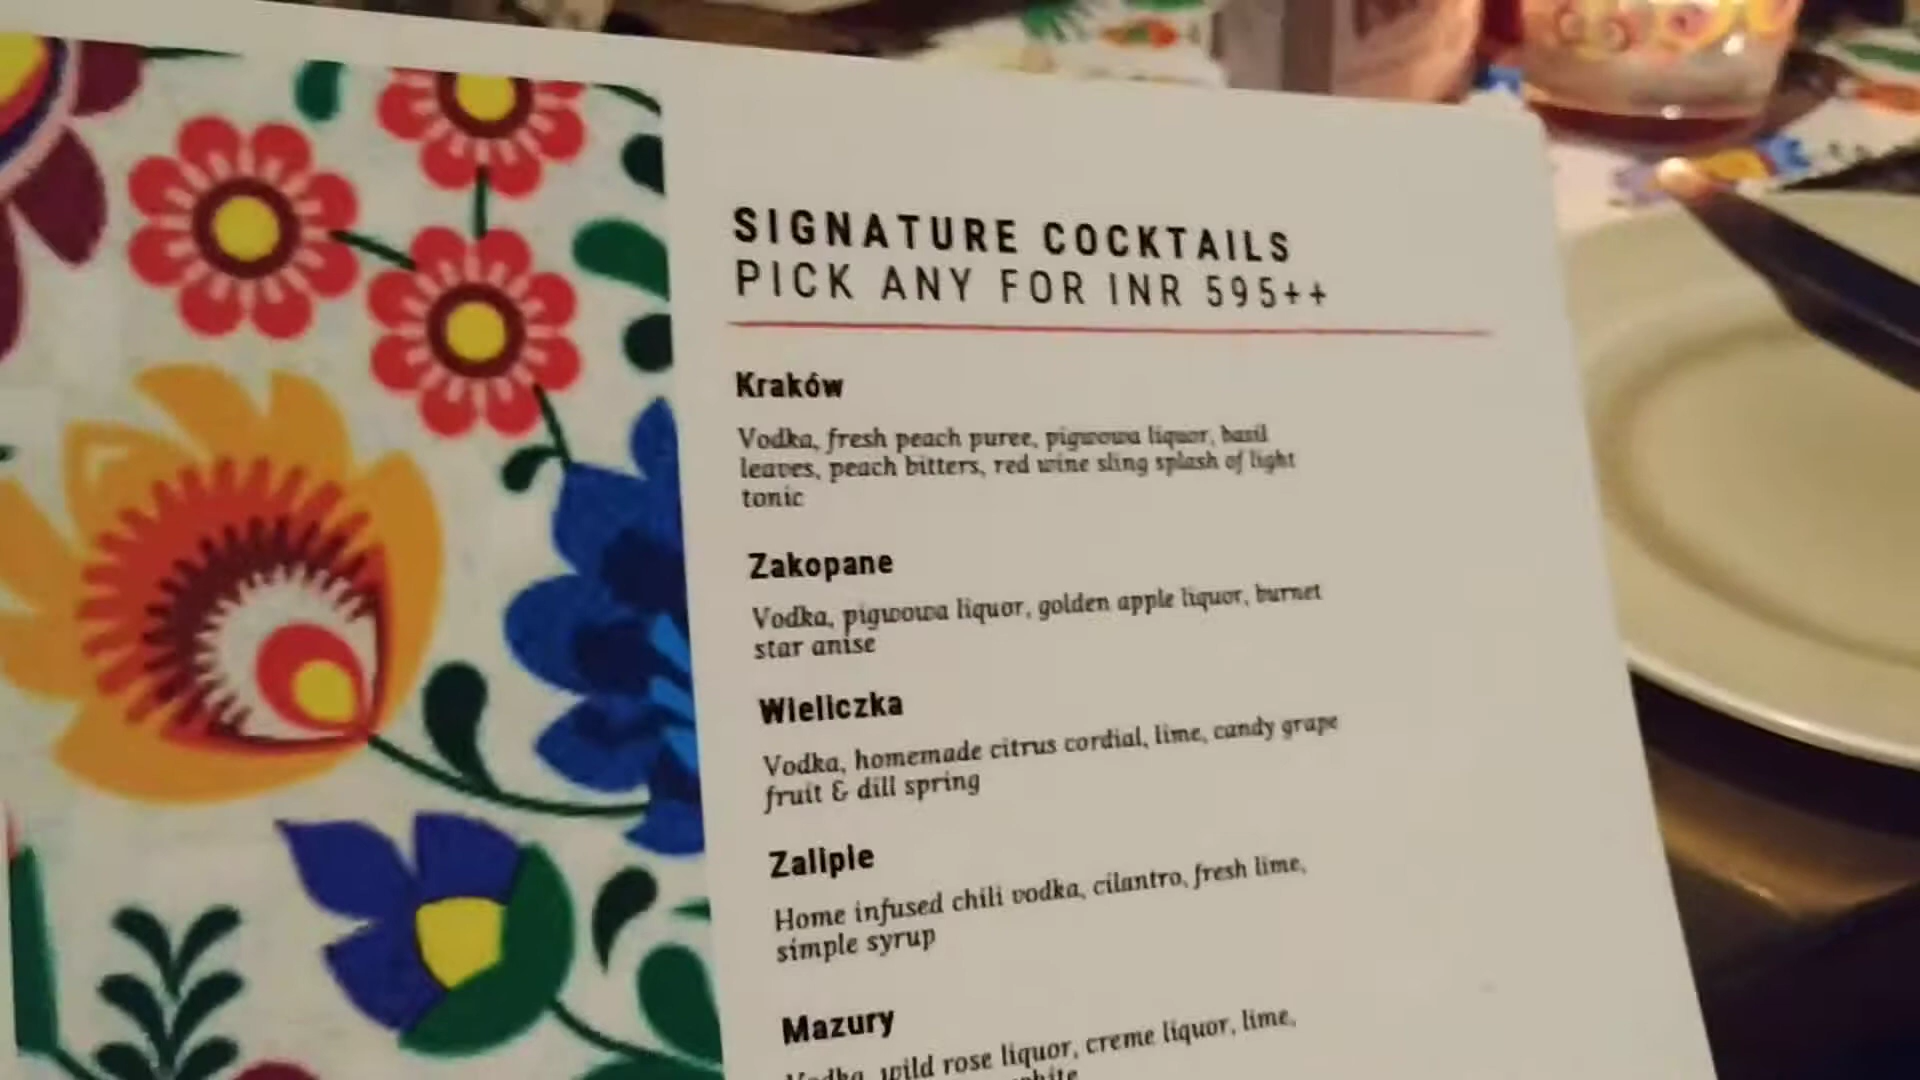 SIGNATURE COCKTAILS
PICK ANY FOR INR 595++
Kraków
Vodka, fresh peach puree, pigwowa liquor, basil
leaves, peach bitters, red wine sling splash of light
tonic
Zakopane
Vodka, pigwowa liquor, golden apple liquor, burnet
star anise
Wieliczka
Vodka, homemade citrus cordial, lime, candy grape
fruit & dill spring
Zalipie
Home infused chili vodka, cilantro, fresh lime,
simple syrup
Mazury
Vodka, wild rose liquor, creme liquor, lime,
white